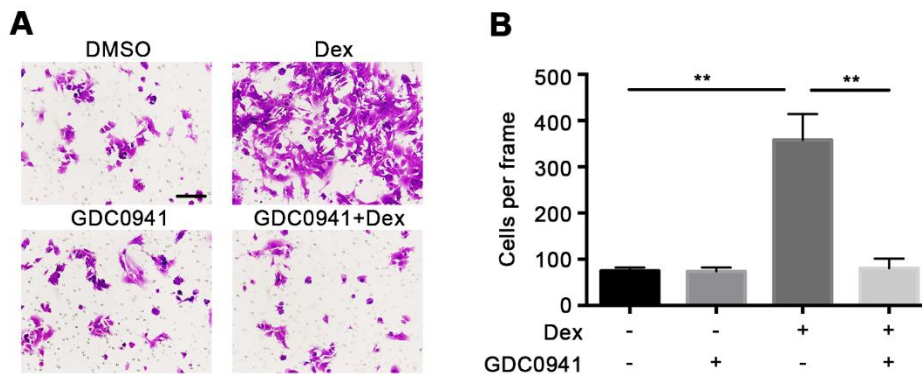 A
DMSO Dex
GDC0941 GDC0941+Dex
B
500
400
300
200
100
0
Cells per frame
** **
Dex - - + +
GDC0941 - + - +